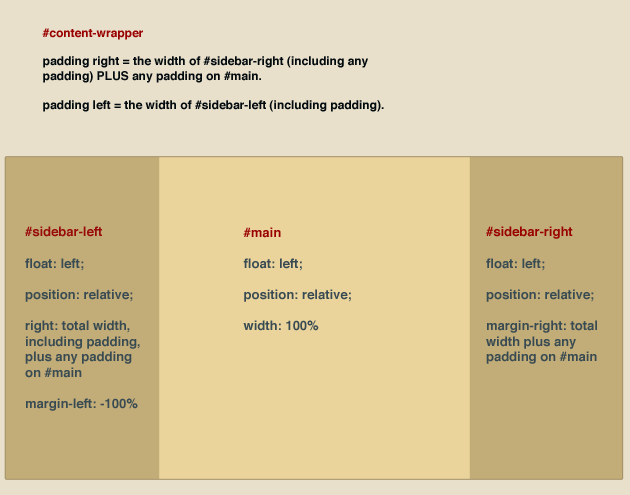 #content-wrapper
padding right = the width of #sidebar-right (including any
padding) PLUS any padding on #main.
padding left = the width of #sidebar-left (including padding).
#sidebar-left
float: left;
position: relative;
right: total width,
including padding,
plus any padding
on #main
margin-left: -100%
#main
float: left;
position: relative;
width: 100%
#sidebar-right
float: left;
position: relative;
margin-right: total
width plus any
padding on #main